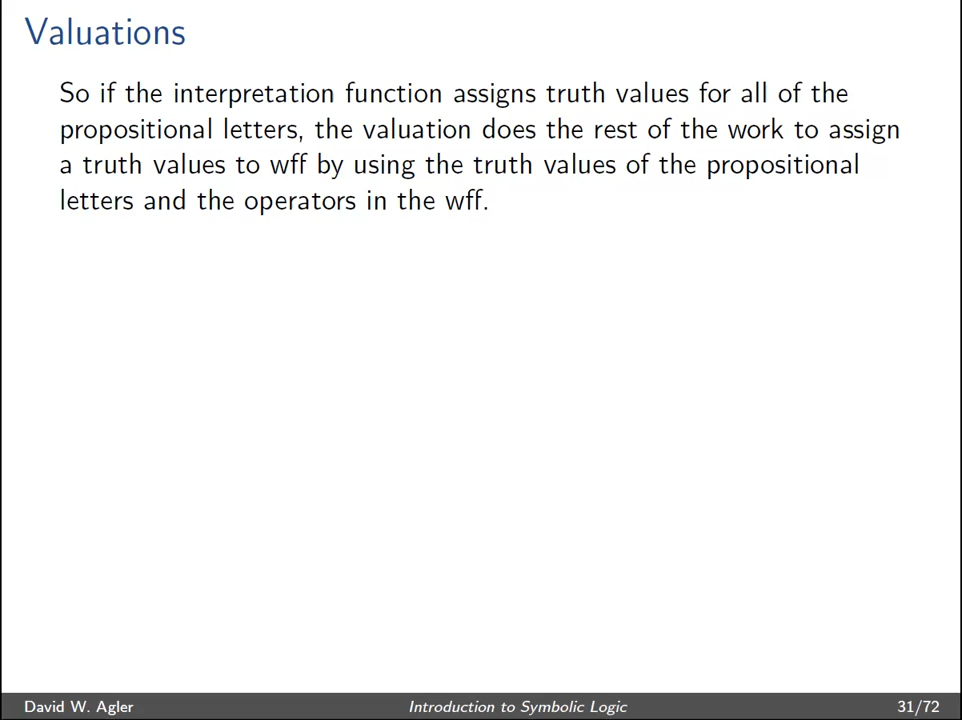 Valuations
So if the interpretation function assigns truth values for all of the
propositional letters, the valuation does the rest of the work to assign
a truth values to wff by using the truth values of the propositional
letters and the operators in the wff.
David W. Agler
Introduction to Symbolic Logic
31/72